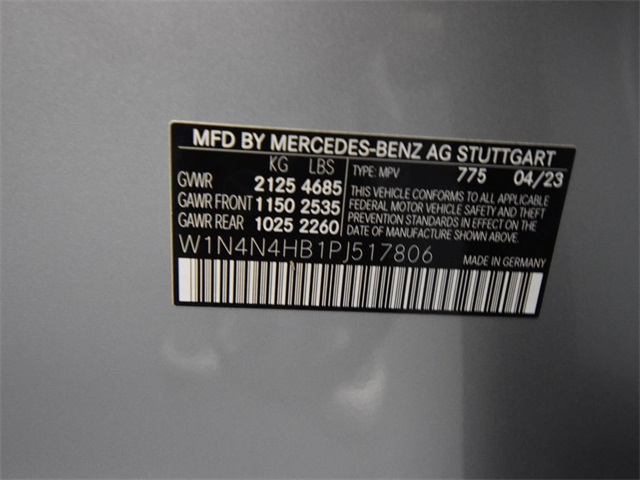 MFD BY MERCEDES-BENZ AG STUTTGART
KG LBS
GVWR 2125 4685
GAWR FRONT 1150 2535
GAWR REAR 1025 2260
TYPE: MPV 775 04/23
THIS VEHICLE CONFORMS TO ALL APPLICABLE
FEDERAL MOTOR VEHICLE SAFETY AND THEFT
PREVENTION STANDARDS IN EFFECT ON THE
DATE OF MANUFACTURE SHOWN ABOVE
W1N4N4HB1PJ517806
MADE IN GERMANY